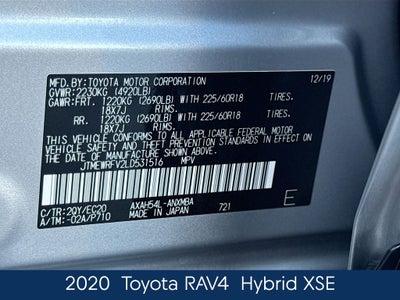 MFD.BY:TOYOTA MOTOR CORPORATION 12/19
GVWR: 2230KG (4920LB)
GAWR:FRT. 1220KG (2690LB) WITH 225/60R18 TIRES.
18X7J RIMS.
RR. 1220KG (2690LB) WITH 225/60R18 TIRES.
18X7J RIMS.
THIS VEHICLE CONFORMS TO ALL APPLICABLE FEDERAL MOTOR
VEHICLE SAFETY, BUMPER, AND THEFT PREVENTION STANDARDS
IN EFFECT ON THE DATE OF MANUFACTURE SHOWN ABOVE.
JTMEWRFV2LD531516 MPV
C/TR:2QY/EC20 AXAH54L-ANXMBA
A/TM:-02A/P710 MADE IN JAPAN 721 E
2020 Toyota RAV4 Hybrid XSE